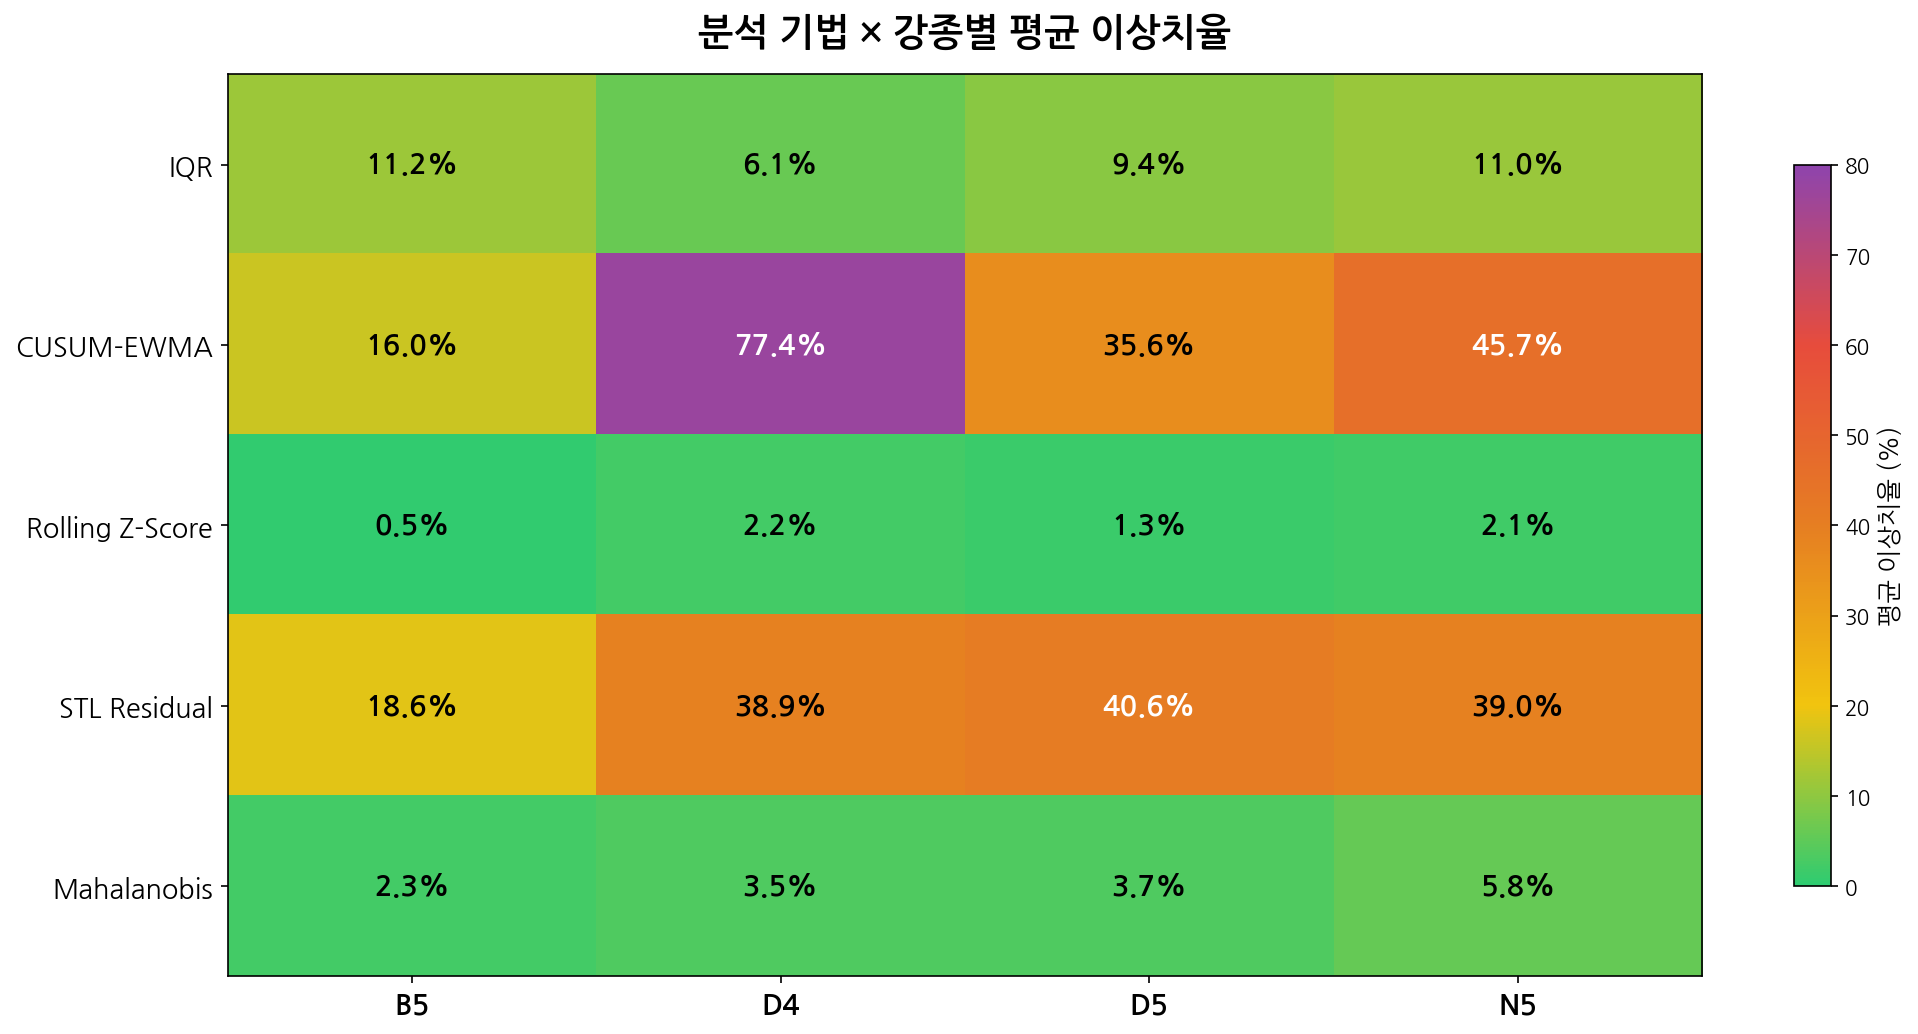 분석 기법 × 강종별 평균 이상치율
IQR 11.2% 6.1% 9.4% 11.0%
CUSUM-EWMA 16.0% 77.4% 35.6% 45.7%
Rolling Z-Score 0.5% 2.2% 1.3% 2.1%
STL Residual 18.6% 38.9% 40.6% 39.0%
Mahalanobis 2.3% 3.5% 3.7% 5.8%
B5 D4 D5 N5
80
70
60
50
40
30
20
10
0
평균 이상치율 (%)